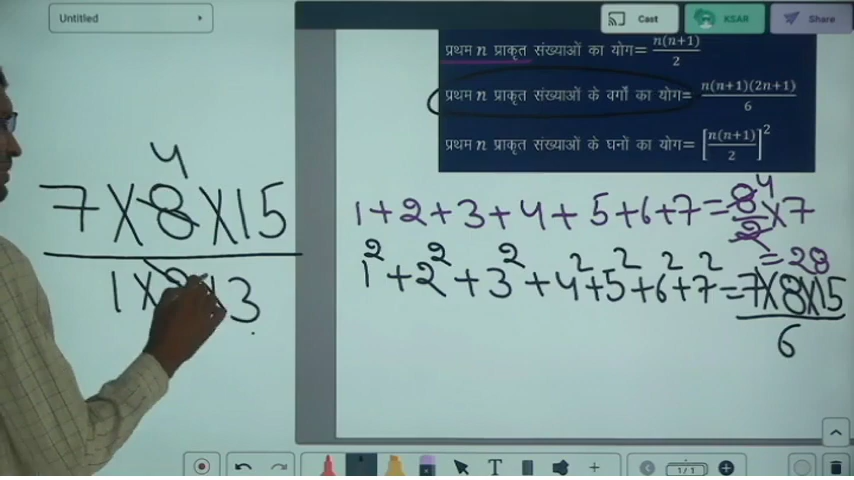 Untitled
Cast
KSAR
Share
प्रथम n प्राकृत संख्याओं का योग= n(n+1)/2
प्रथम n प्राकृत संख्याओं के वर्गों का योग= n(n+1)(2n+1)/6
प्रथम n प्राकृत संख्याओं के घनों का योग= [n(n+1)/2]²
4
7×8×15
1×2×3
1+2+3+4+5+6+7=8/2×7
4
=28
1²+2²+3²+4²+5²+6²+7²=7×8×15
6
T
1/1